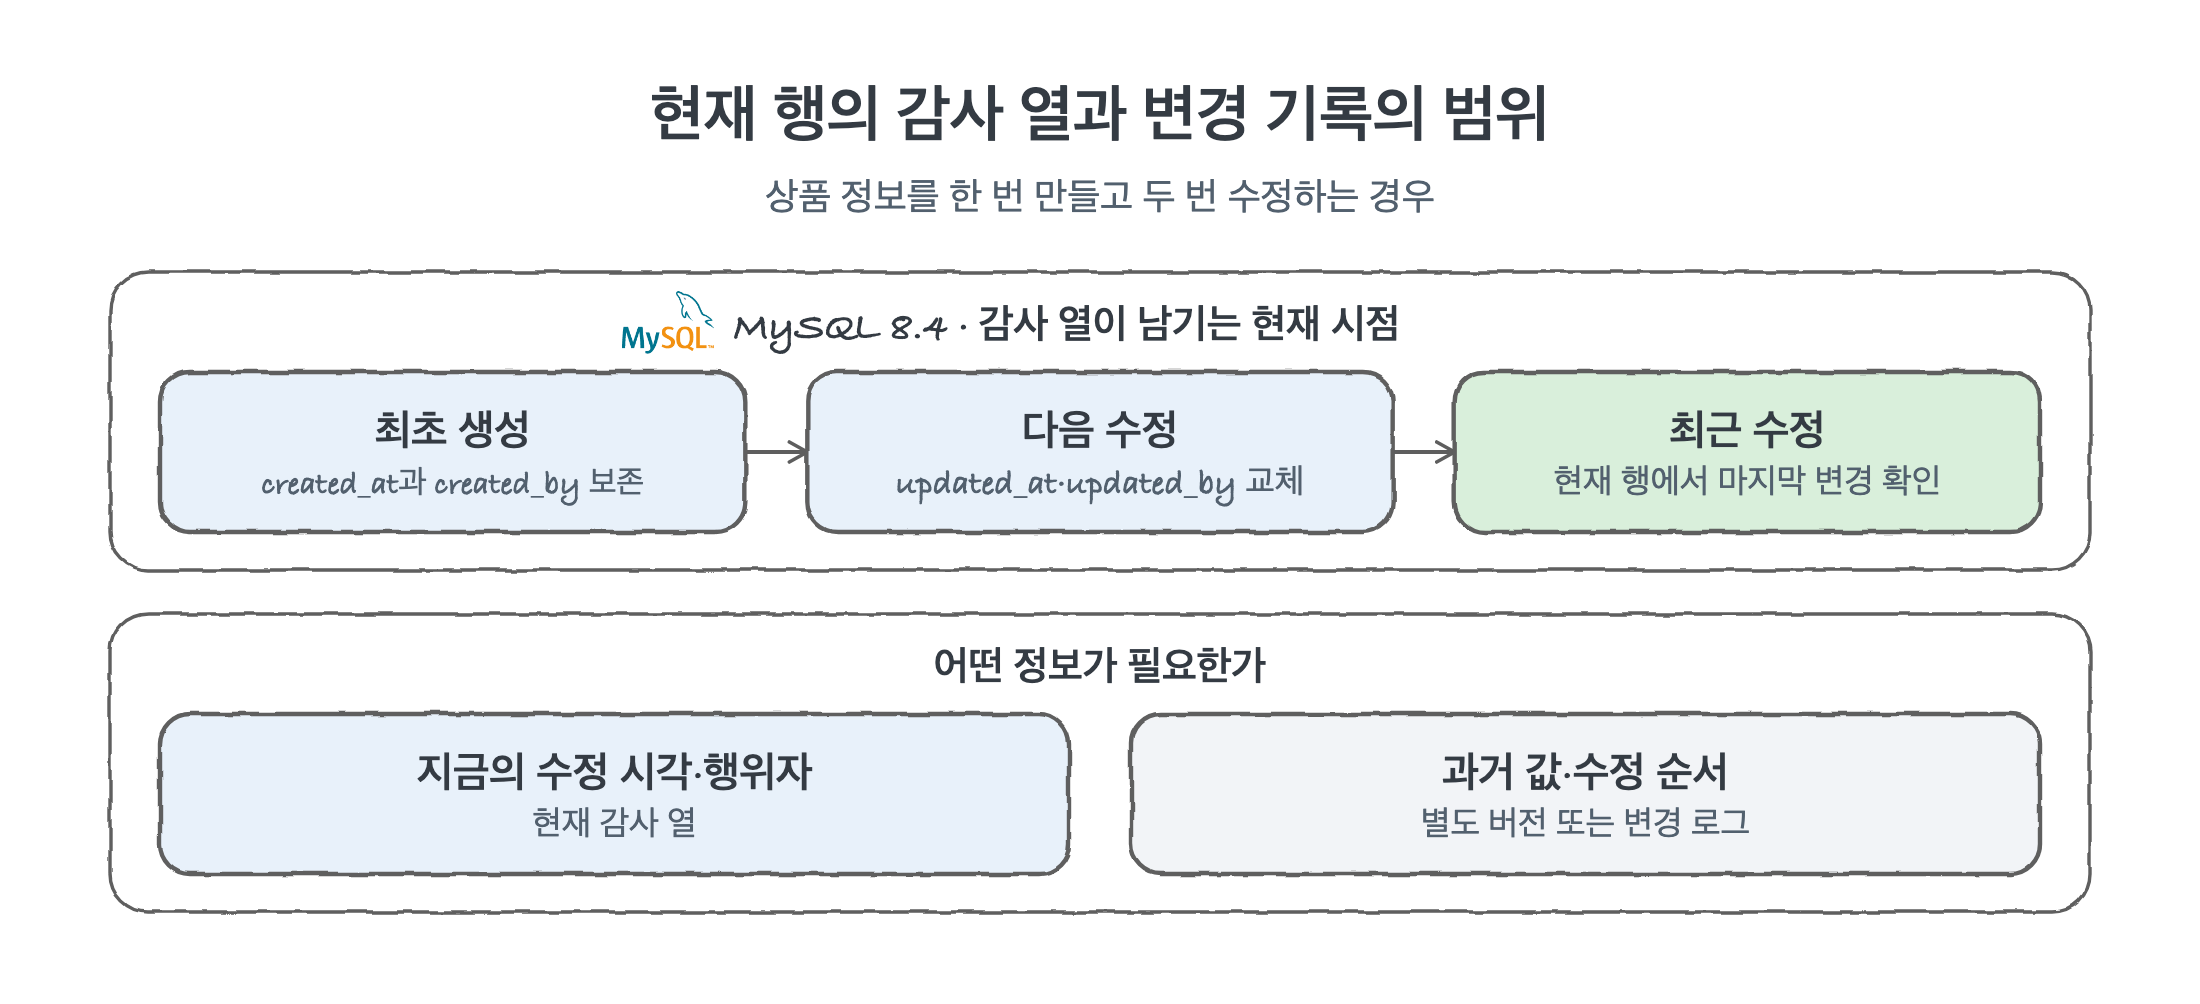 현재 행의 감사 열과 변경 기록의 범위
상품 정보를 한 번 만들고 두 번 수정하는 경우
MySQL™ MySQL 8.4 · 감사 열이 남기는 현재 시점
최초 생성
created_at과 created_by 보존
다음 수정
updated_at·updated_by 교체
최근 수정
현재 행에서 마지막 변경 확인
어떤 정보가 필요한가
지금의 수정 시각·행위자
현재 감사 열
과거 값·수정 순서
별도 버전 또는 변경 로그